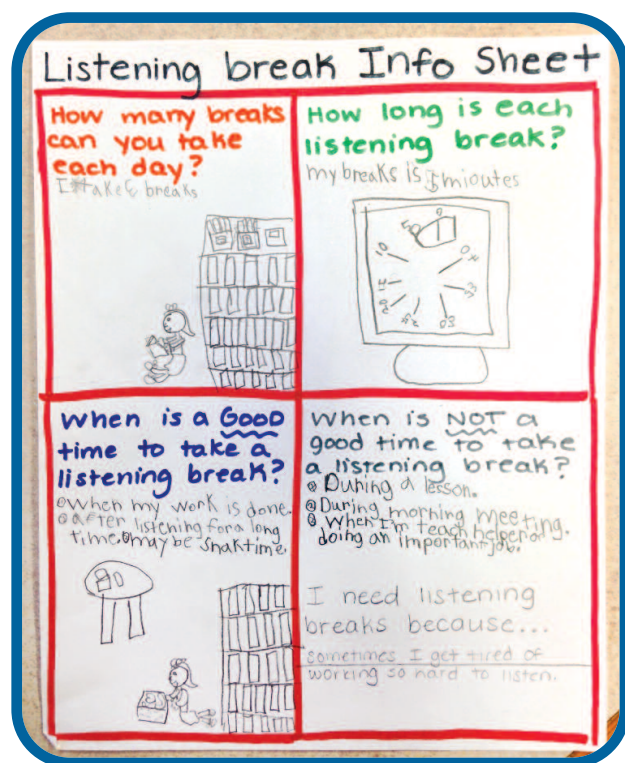 Listening break Info Sheet
How many breaks
can you take
each day?
I take breaks
How long is each
listening break?
my breaks is 5 mioutes
When is a GOOD
time to take a
listening break?
When my work is done.
after listening for a long
time. maybe snaktime.
When is NOT a
good time to take
a listening break?
During a lesson.
During morning meeting.
When I'm teach helper or
doing an important job.
I need listening
breaks because...
sometimes I get tired of
working so hard to listen.